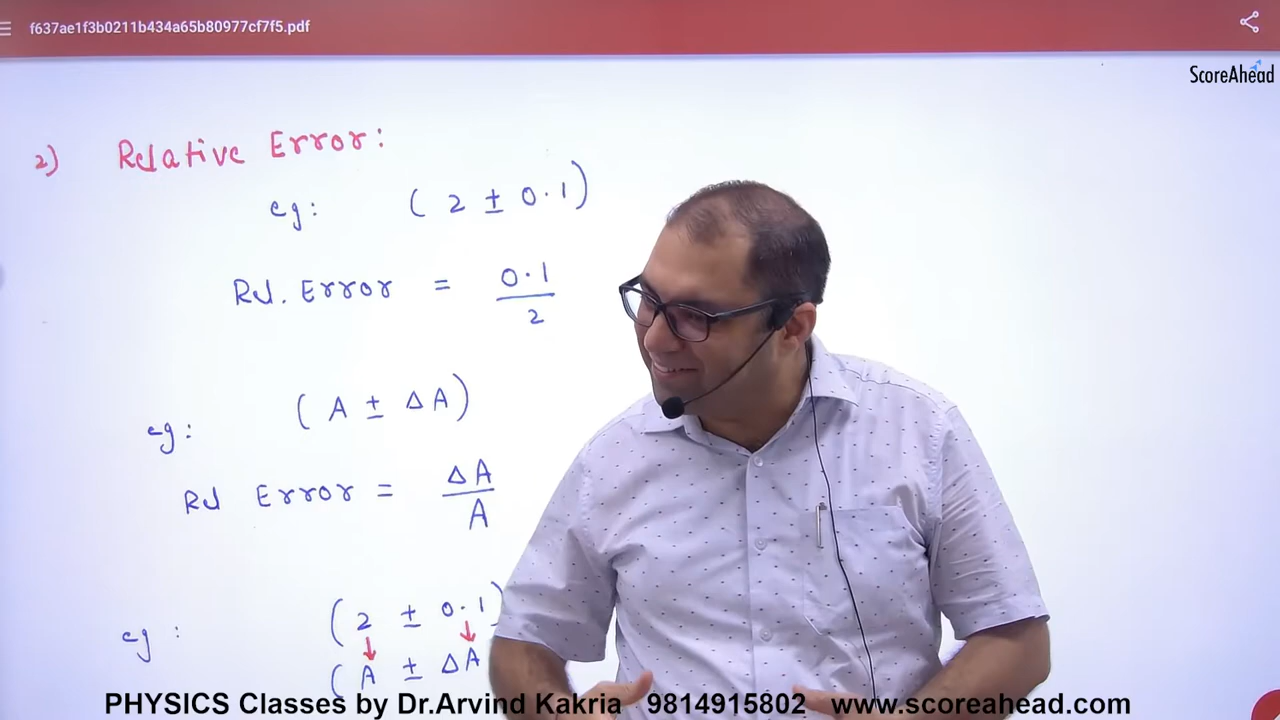 f637ae1f3b0211b434a65b80977cf7f5.pdf
ScoreAhead
2) Relative Error:
eg: ( 2 ± 0.1 )
Rel. Error = 0.1 / 2
eg: ( A ± ΔA )
Rel Error = ΔA / A
eg : ( 2 ± 0.1 )
( A ± ΔA
PHYSICS Classes by Dr.Arvind Kakria 9814915802 www.scoreahead.com